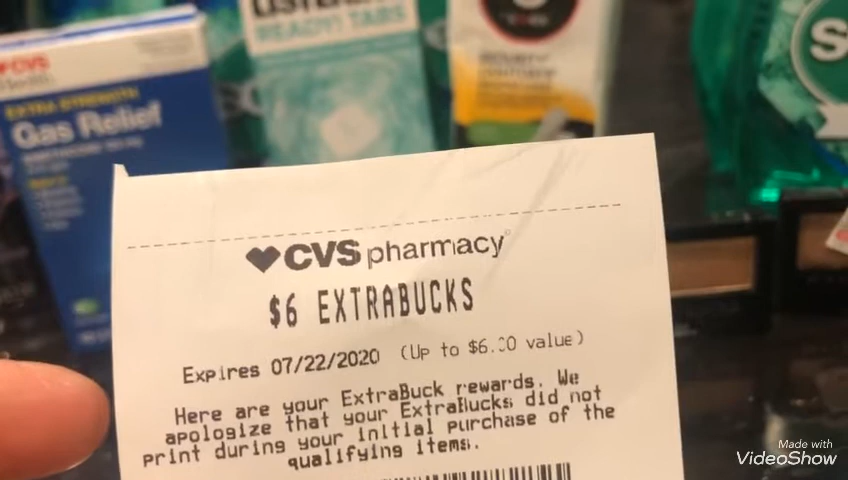 CVS
EXTRA STRENGTH
Gas Relief
LISTERINE
READY! TABS
S
CVS pharmacy
$6 EXTRABUCKS
Expires 07/22/2020 (Up to $6.00 value)
Here are your ExtraBuck rewards. We
apologize that your ExtraBucks did not
print during your initial purchase of the
qualifying items.
Made with
VideoShow